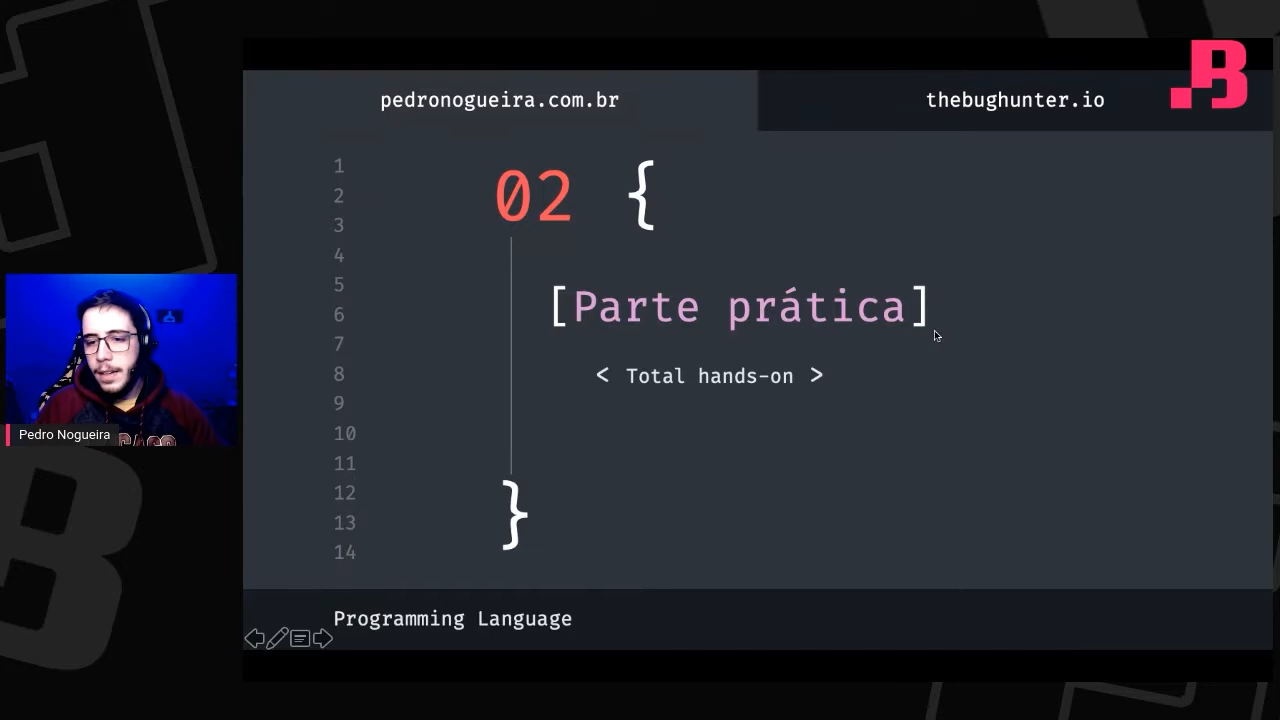 pedronogueira.com.br
thebughunter.io
B
1
2
3
4
5
6
7
8
9
10
11
12
13
14
02 {
[Parte prática]
< Total hands-on >
}
Programming Language
Pedro Nogueira